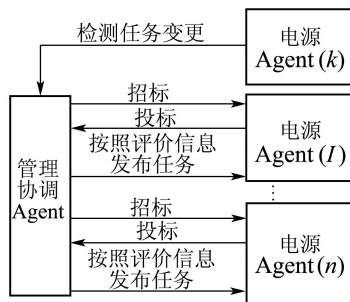 检测任务变更
电源
Agent(k)
招标
投标
按照评价信息
发布任务
电源
Agent(I)
管理
协调
Agent
⋮
招标
投标
按照评价信息
发布任务
电源
Agent(n)